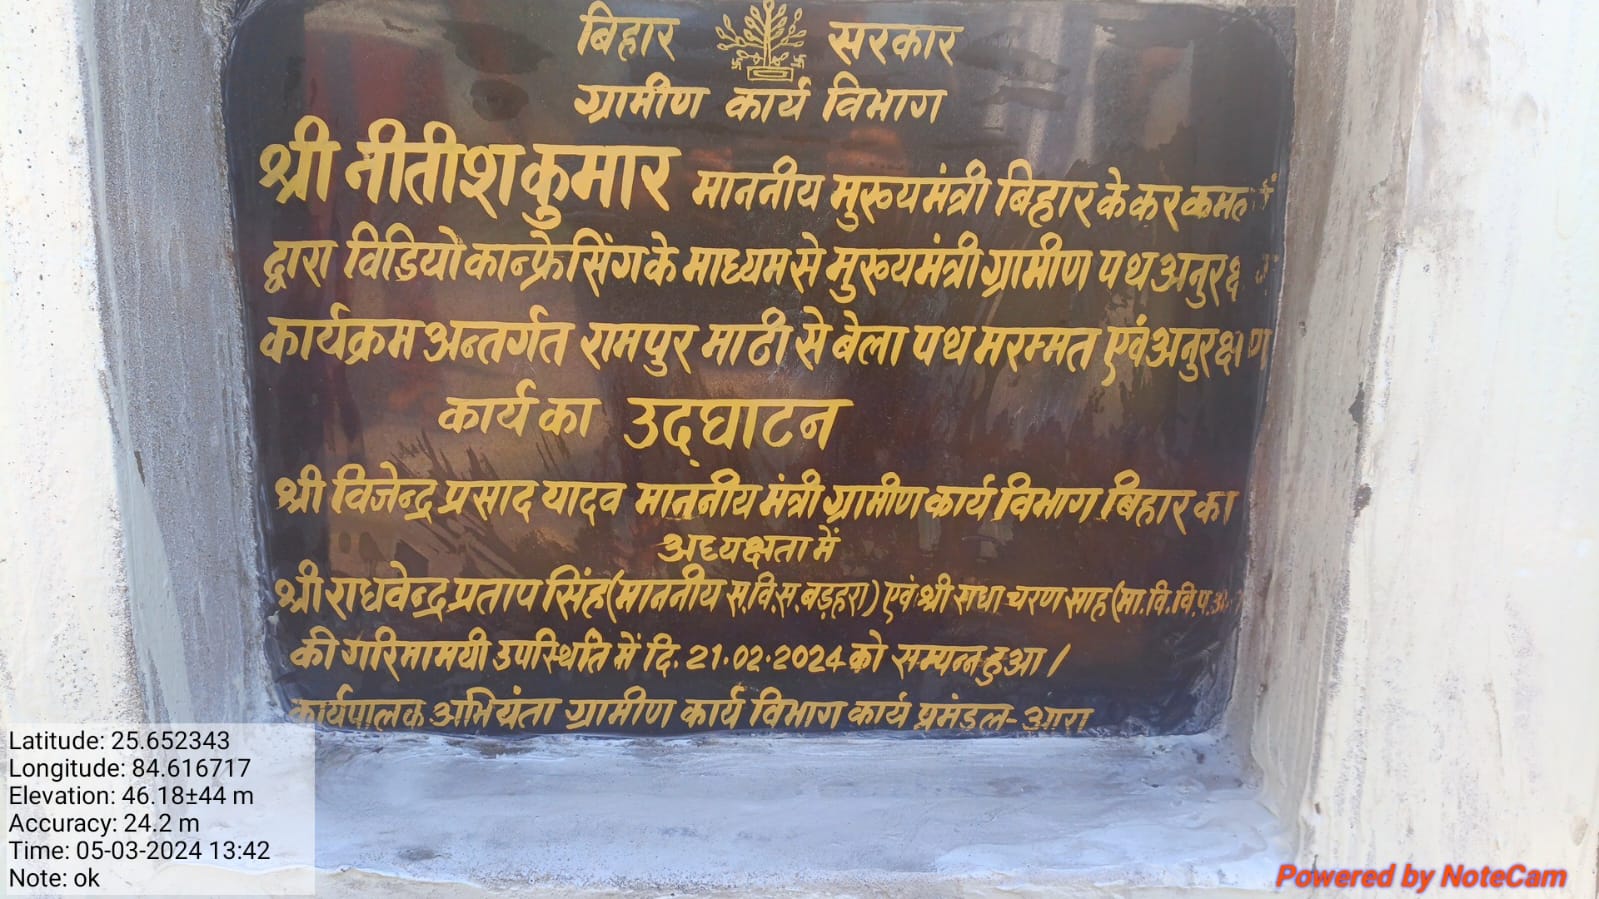 बिहार सरकार
ग्रामीण कार्य विभाग
श्री नीतीश कुमार माननीय मुख्यमंत्री बिहार के कर कमलों
द्वारा विडियो कान्फ्रेसिंग के माध्यम से मुख्यमंत्री ग्रामीण पथ अनुरक्षण
कार्यक्रम अन्तर्गत रामपुर माठी से बेला पथ मरम्मत एवं अनुरक्षण
कार्य का उद्घाटन
श्री विजेन्द्र प्रसाद यादव माननीय मंत्री ग्रामीण कार्य विभाग बिहार का
अध्यक्षता में
श्री राघवेन्द्र प्रताप सिंह (माननीय स.वि.स. बड़हरा) एवं श्री राधा चरण साह (मा.वि.वि.प.
की गरिमामयी उपस्थिति में दि. 21.02.2024 को सम्पन्न हुआ /
कार्यपालक अभियंता ग्रामीण कार्य विभाग कार्य प्रमंडल - आरा
Latitude: 25.652343
Longitude: 84.616717
Elevation: 46.18±44 m
Accuracy: 24.2 m
Time: 05-03-2024 13:42
Note: ok
Powered by NoteCam